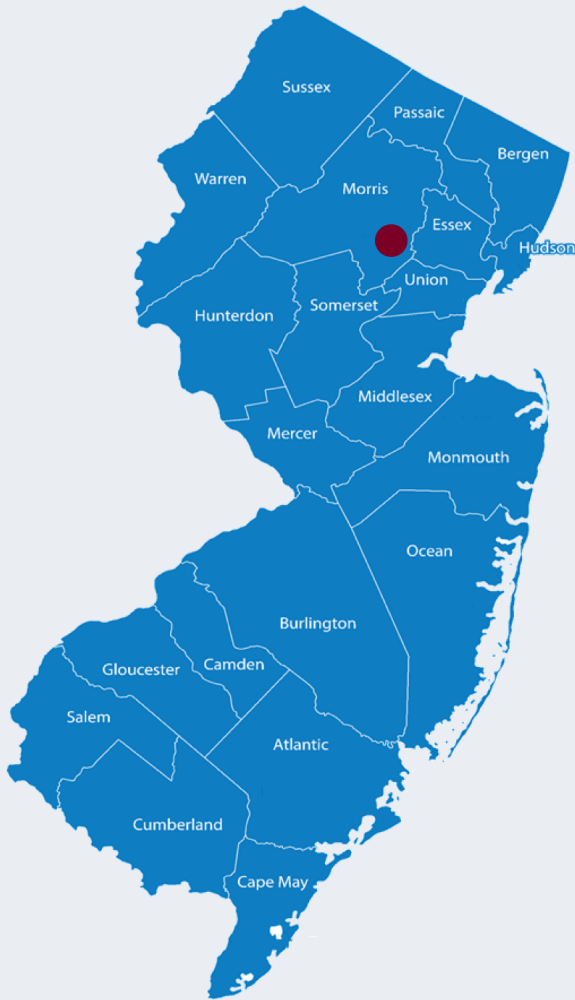 Sussex
Passaic
Bergen
Warren
Morris
Essex
Hudson
Union
Somerset
Hunterdon
Middlesex
Mercer
Monmouth
Ocean
Burlington
Camden
Gloucester
Salem
Atlantic
Cumberland
Cape May